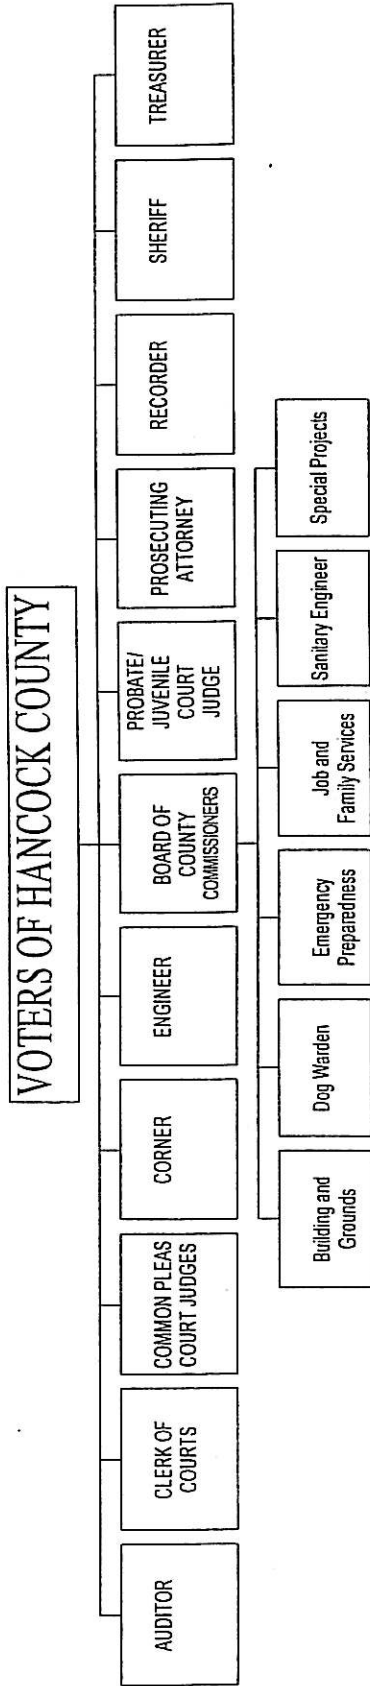 VOTERS OF HANCOCK COUNTY
AUDITOR
CLERK OF
COURTS
COMMON PLEAS
COURT JUDGES
CORNER
ENGINEER
BOARD OF
COUNTY
COMMISSIONERS
PROBATE/
JUVENILE
COURT
JUDGE
PROSECUTING
ATTORNEY
RECORDER
SHERIFF
TREASURER
Building and
Grounds
Dog Warden
Emergency
Preparedness
Job and
Family Services
Sanitary Engineer
Special Projects